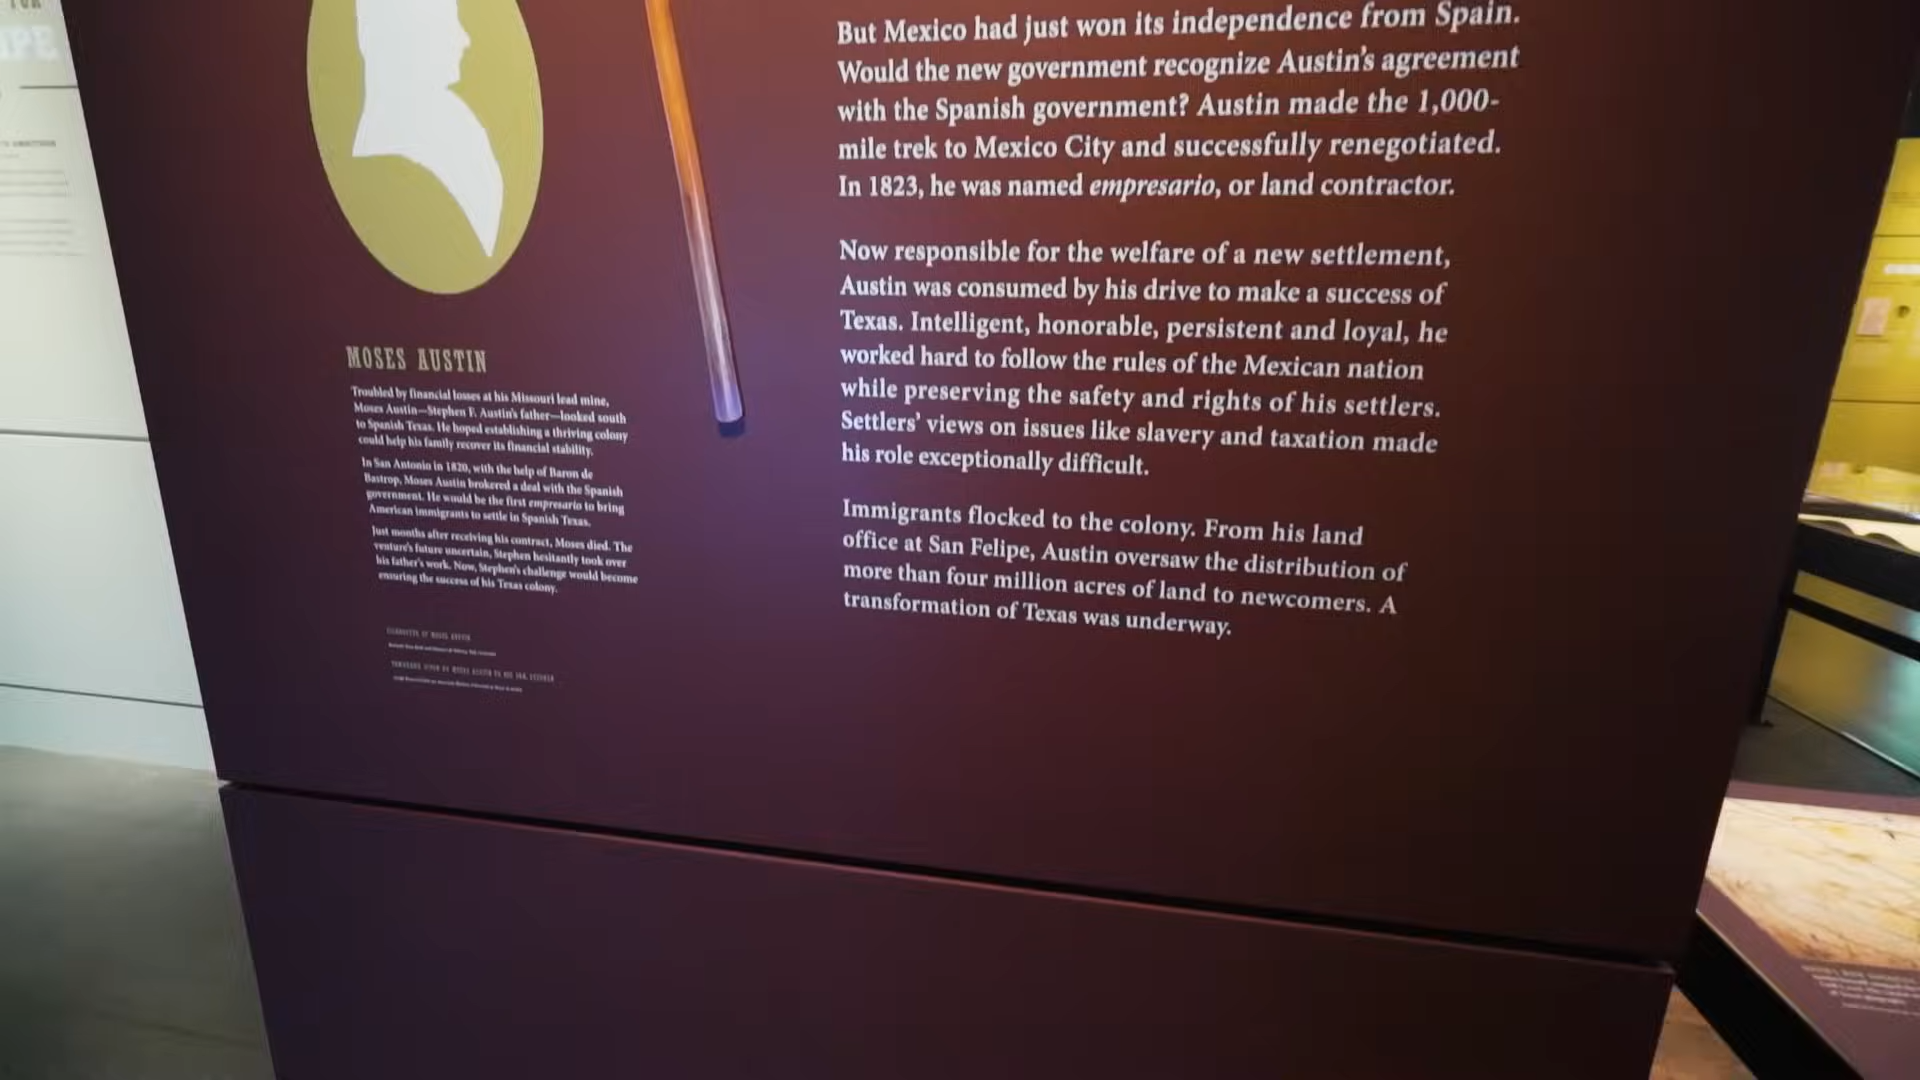 MOSES AUSTIN
Troubled by financial losses at his Missouri lead mine,
Moses Austin—Stephen F. Austin's father—looked south
to Spanish Texas. He hoped establishing a thriving colony
could help his family recover its financial stability.
In San Antonio in 1820, with the help of Baron de
Bastrop, Moses Austin brokered a deal with the Spanish
government. He would be the first empresario to bring
American immigrants to settle in Spanish Texas.
Just months after receiving his contract, Moses died. The
venture's future uncertain, Stephen hesitantly took over
his father's work. Now, Stephen's challenge would become
ensuring the success of his Texas colony.
SILHOUETTE OF MOSES AUSTIN
But Mexico had just won its independence from Spain.
Would the new government recognize Austin's agreement
with the Spanish government? Austin made the 1,000-
mile trek to Mexico City and successfully renegotiated.
In 1823, he was named empresario, or land contractor.
Now responsible for the welfare of a new settlement,
Austin was consumed by his drive to make a success of
Texas. Intelligent, honorable, persistent and loyal, he
worked hard to follow the rules of the Mexican nation
while preserving the safety and rights of his settlers.
Settlers' views on issues like slavery and taxation made
his role exceptionally difficult.
Immigrants flocked to the colony. From his land
office at San Felipe, Austin oversaw the distribution of
more than four million acres of land to newcomers. A
transformation of Texas was underway.